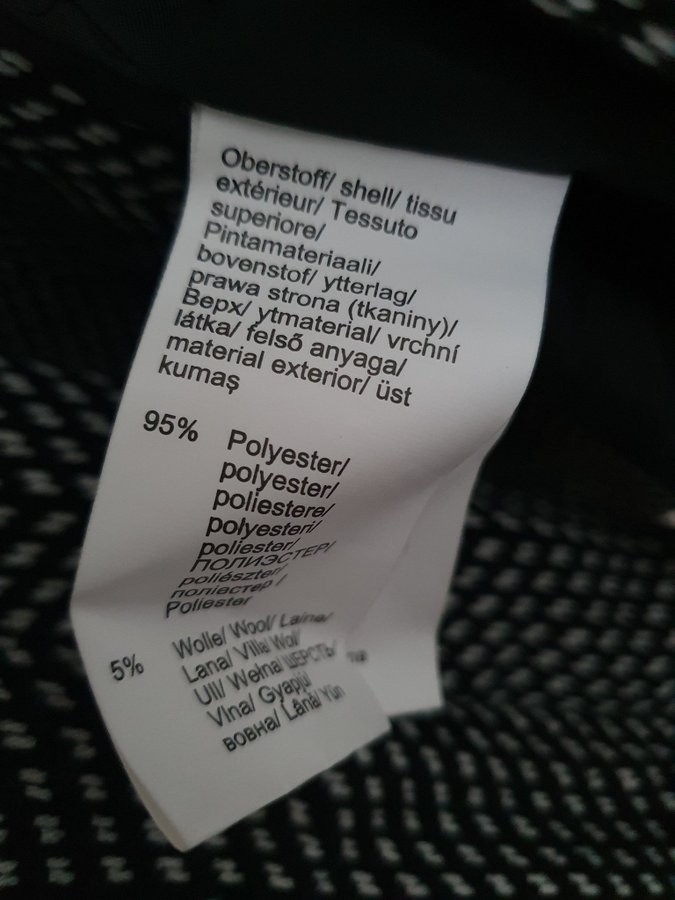 Oberstoff/ shell/ tissu
extérieur/ Tessuto
superiore/
Pintamateriaali/
bovenstof/ ytterlag/
prawa strona (tkaniny)/
Верх/ ytmaterial/ vrchní
látka/ felső anyaga/
material exterior/ üst
kumaş
95% Polyester/
polyester/
poliestere/
polyesteri/
poliester/
ПОЛИЭСТЕР/
poliészter/
поліестер /
Poliester
5% Wolle/ Wool/ Laine/
Lana/ Villa/ Wol/
Ull/ Wełna/ ШЕРСТЬ/
Vlna/ Gyapjú/
вовна/ Lână/ Yün